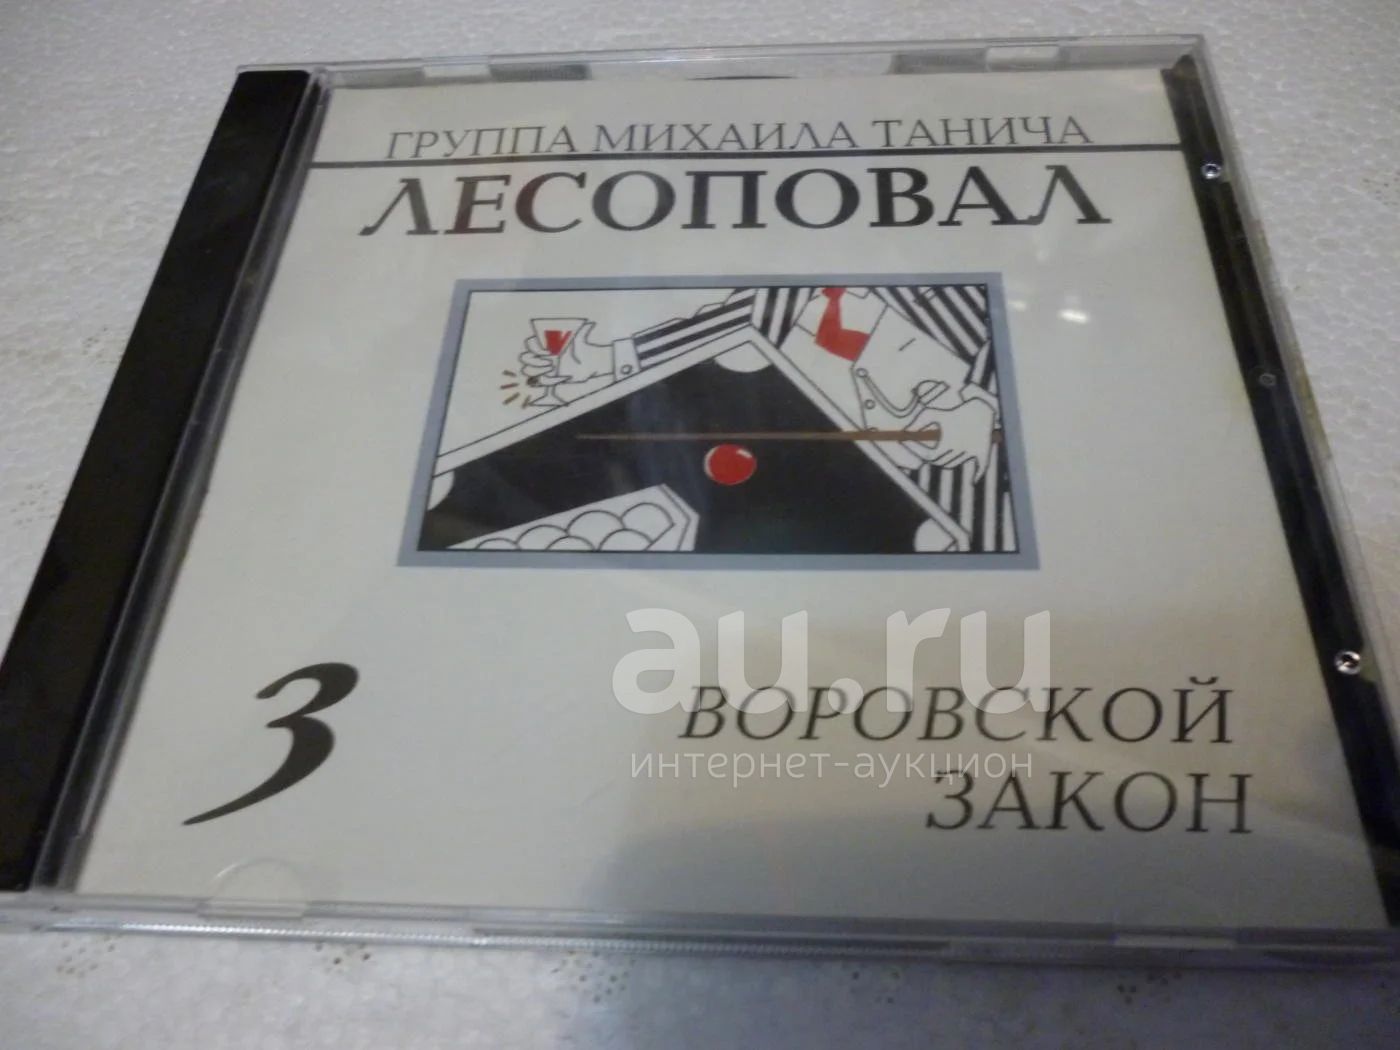 ГРУППА МИХАИЛА ТАНИЧА
ЛЕСОПОВАЛ
au.ru
интернет-аукцион
3
ВОРОВСКОЙ
ЗАКОН